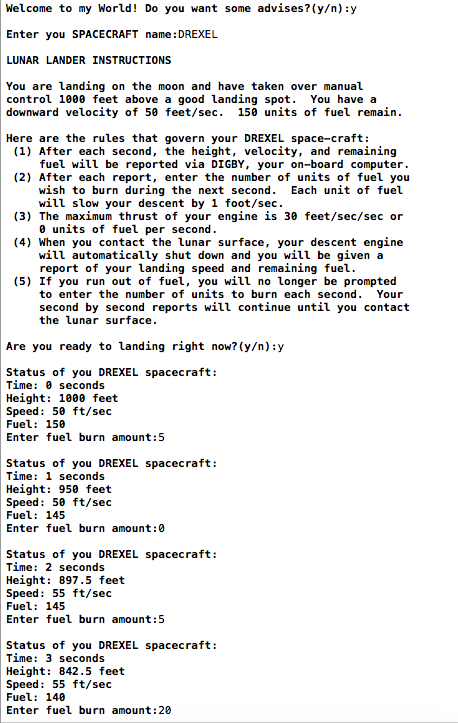 Welcome to my World! Do you want some advises?(y/n):y
Enter you SPACECRAFT name:DREXEL
LUNAR LANDER INSTRUCTIONS
You are landing on the moon and have taken over manual
control 1000 feet above a good landing spot.  You have a
downward velocity of 50 feet/sec.  150 units of fuel remain.
Here are the rules that govern your DREXEL space-craft:
(1) After each second, the height, velocity, and remaining
fuel will be reported via DIGBY, your on-board computer.
(2) After each report, enter the number of units of fuel you
wish to burn during the next second.  Each unit of fuel
will slow your descent by 1 foot/sec.
(3) The maximum thrust of your engine is 30 feet/sec/sec or
0 units of fuel per second.
(4) When you contact the lunar surface, your descent engine
will automatically shut down and you will be given a
report of your landing speed and remaining fuel.
(5) If you run out of fuel, you will no longer be prompted
to enter the number of units to burn each second.  Your
second by second reports will continue until you contact
the lunar surface.
Are you ready to landing right now?(y/n):y
Status of you DREXEL spacecraft:
Time: 0 seconds
Height: 1000 feet
Speed: 50 ft/sec
Fuel: 150
Enter fuel burn amount:5
Status of you DREXEL spacecraft:
Time: 1 seconds
Height: 950 feet
Speed: 50 ft/sec
Fuel: 145
Enter fuel burn amount:0
Status of you DREXEL spacecraft:
Time: 2 seconds
Height: 897.5 feet
Speed: 55 ft/sec
Fuel: 145
Enter fuel burn amount:5
Status of you DREXEL spacecraft:
Time: 3 seconds
Height: 842.5 feet
Speed: 55 ft/sec
Fuel: 140
Enter fuel burn amount:20